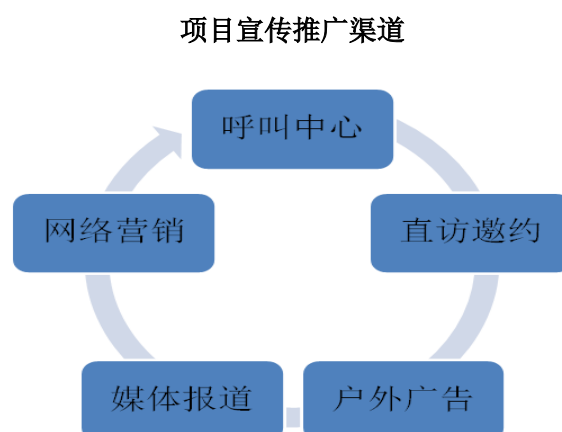 项目宣传推广渠道
呼叫中心
网络营销
直访邀约
媒体报道
户外广告